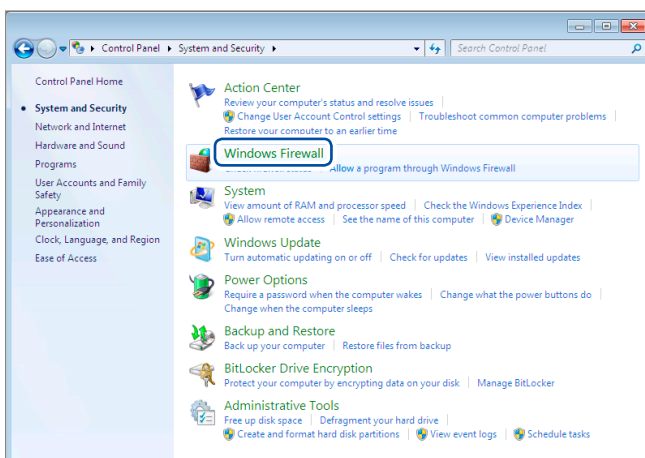 Control Panel ▸ System and Security ▸
Search Control Panel
Control Panel Home
System and Security
Network and Internet
Hardware and Sound
Programs
User Accounts and Family
Safety
Appearance and
Personalization
Clock, Language, and Region
Ease of Access
Action Center
Review your computer's status and resolve issues
Change User Account Control settings | Troubleshoot common computer problems
Restore your computer to an earlier time
Windows Firewall
Allow a program through Windows Firewall
System
View amount of RAM and processor speed | Check the Windows Experience Index
Allow remote access | See the name of this computer | Device Manager
Windows Update
Turn automatic updating on or off | Check for updates | View installed updates
Power Options
Require a password when the computer wakes | Change what the power buttons do
Change when the computer sleeps
Backup and Restore
Back up your computer | Restore files from backup
BitLocker Drive Encryption
Protect your computer by encrypting data on your disk | Manage BitLocker
Administrative Tools
Free up disk space | Defragment your hard drive
Create and format hard disk partitions | View event logs | Schedule tasks